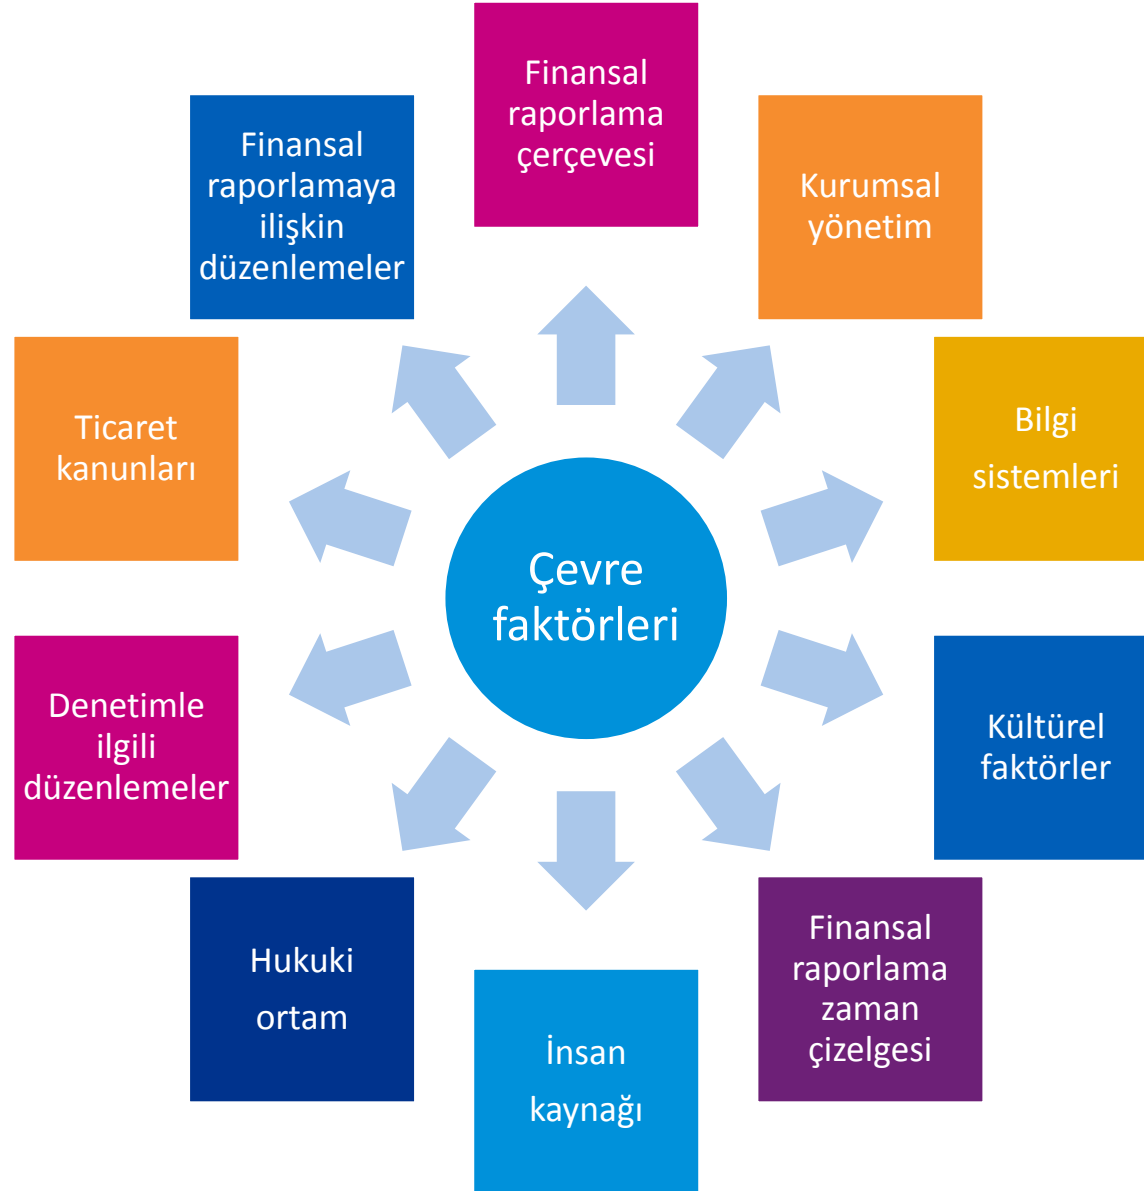 Finansal
raporlama
çerçevesi
Kurumsal
yönetim
Bilgi
sistemleri
Kültürel
faktörler
Finansal
raporlama
zaman
çizelgesi
İnsan
kaynağı
Hukuki
ortam
Denetimle
ilgili
düzenlemeler
Ticaret
kanunları
Finansal
raporlamaya
ilişkin
düzenlemeler
Çevre
faktörleri